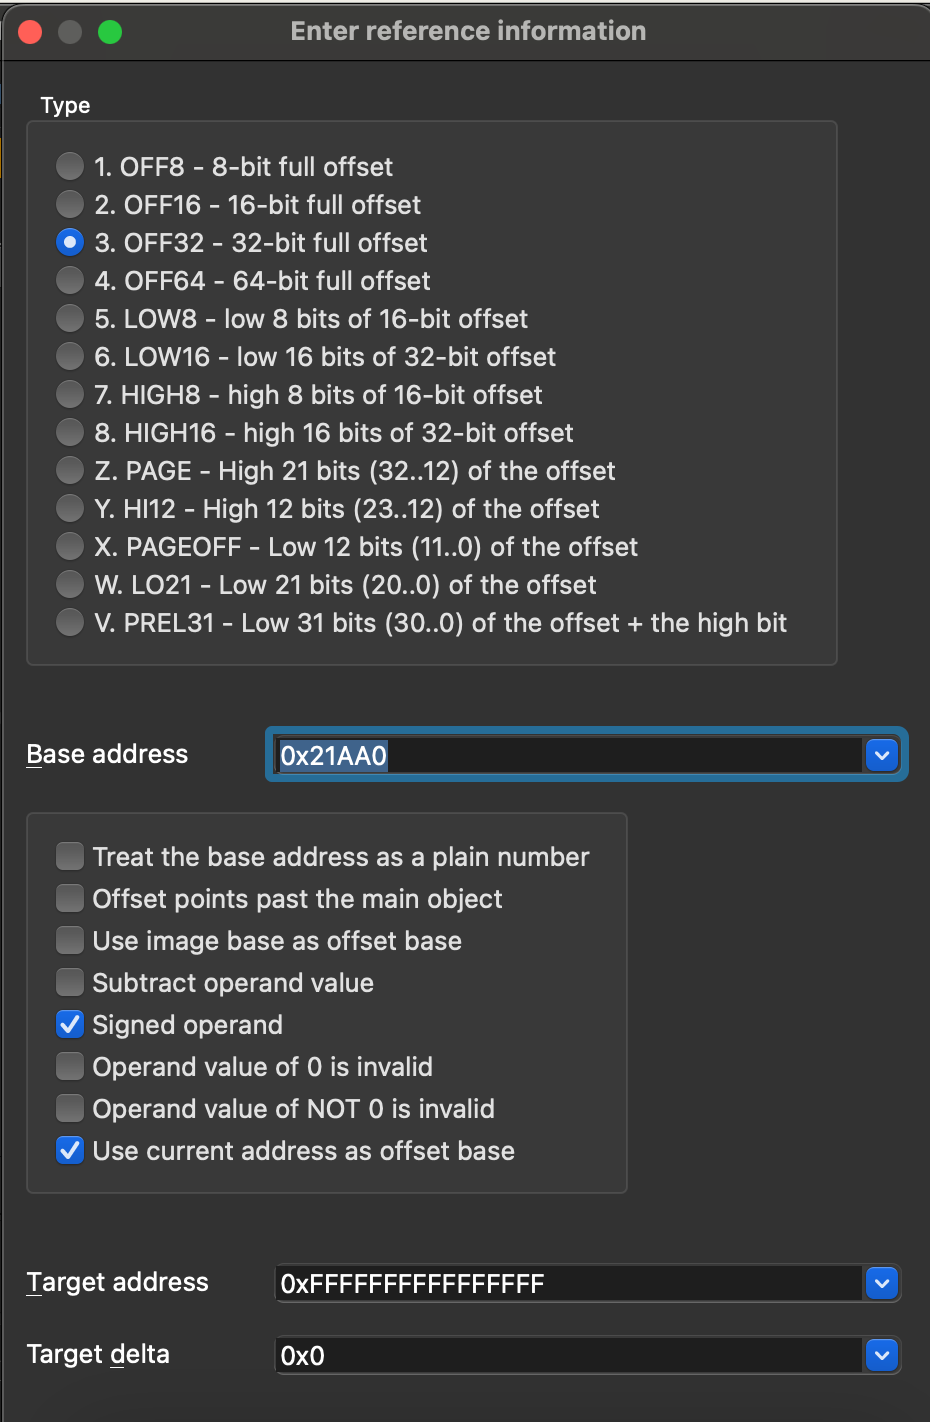 Enter reference information
Type
1. OFF8 - 8-bit full offset
2. OFF16 - 16-bit full offset
3. OFF32 - 32-bit full offset
4. OFF64 - 64-bit full offset
5. LOW8 - low 8 bits of 16-bit offset
6. LOW16 - low 16 bits of 32-bit offset
7. HIGH8 - high 8 bits of 16-bit offset
8. HIGH16 - high 16 bits of 32-bit offset
Z. PAGE - High 21 bits (32..12) of the offset
Y. HI12 - High 12 bits (23..12) of the offset
X. PAGEOFF - Low 12 bits (11..0) of the offset
W. LO21 - Low 21 bits (20..0) of the offset
V. PREL31 - Low 31 bits (30..0) of the offset + the high bit
Base address 0x21AA0
Treat the base address as a plain number
Offset points past the main object
Use image base as offset base
Subtract operand value
Signed operand
Operand value of 0 is invalid
Operand value of NOT 0 is invalid
Use current address as offset base
Target address 0xFFFFFFFFFFFFFFFF
Target delta 0x0